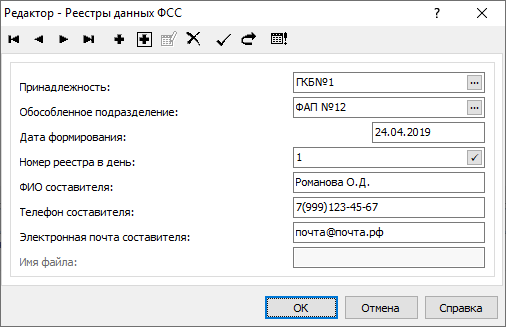 Редактор - Реестры данных ФСС
Принадлежность: ГКБ№1
Обособленное подразделение: ФАП №12
Дата формирования: 24.04.2019
Номер реестра в день: 1
ФИО составителя: Романова О.Д.
Телефон составителя: 7(999)123-45-67
Электронная почта составителя: почта@почта.рф
Имя файла:
ОК Отмена Справка